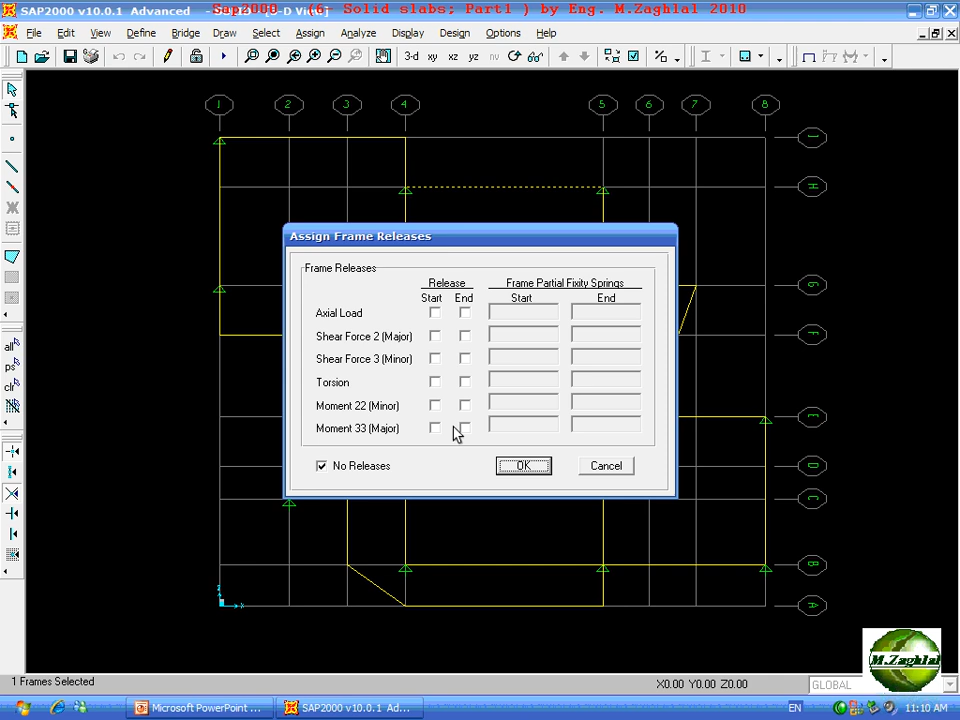 SAP2000 v10.0.1 Advanced
Sap2000 (6- Solid slabs; Part1 ) by Eng. M.Zaghlal 2010
File Edit View Define Bridge Draw Select Assign Analyze Display Design Options Help
3-d xy xz yz nv
1 2 3 4 5 6 7 8
I
H
G
F
E
D
C
B
A
all
ps
clr
Assign Frame Releases
Frame Releases
Release Frame Partial Fixity Springs
Start End Start End
Axial Load
Shear Force 2 (Major)
Shear Force 3 (Minor)
Torsion
Moment 22 (Minor)
Moment 33 (Major)
No Releases OK Cancel
X
M.Zaghlal
1 Frames Selected X0.00 Y0.00 Z0.00 GLOBAL
Microsoft PowerPoint ... SAP2000 v10.0.1 Ad... EN 11:10 AM